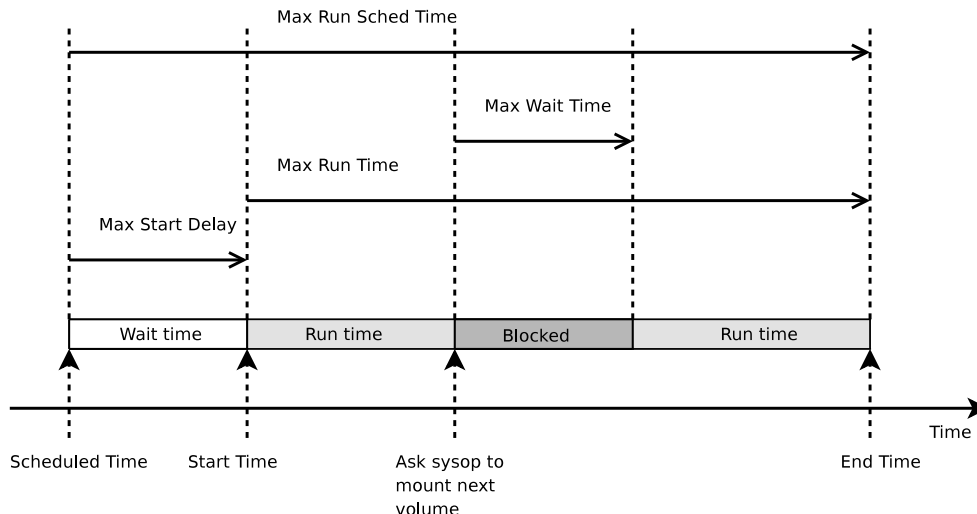 Max Run Sched Time
Max Wait Time
Max Run Time
Max Start Delay
Wait time
Run time
Blocked
Run time
Time
Scheduled Time
Start Time
Ask sysop to
mount next
volume
End Time